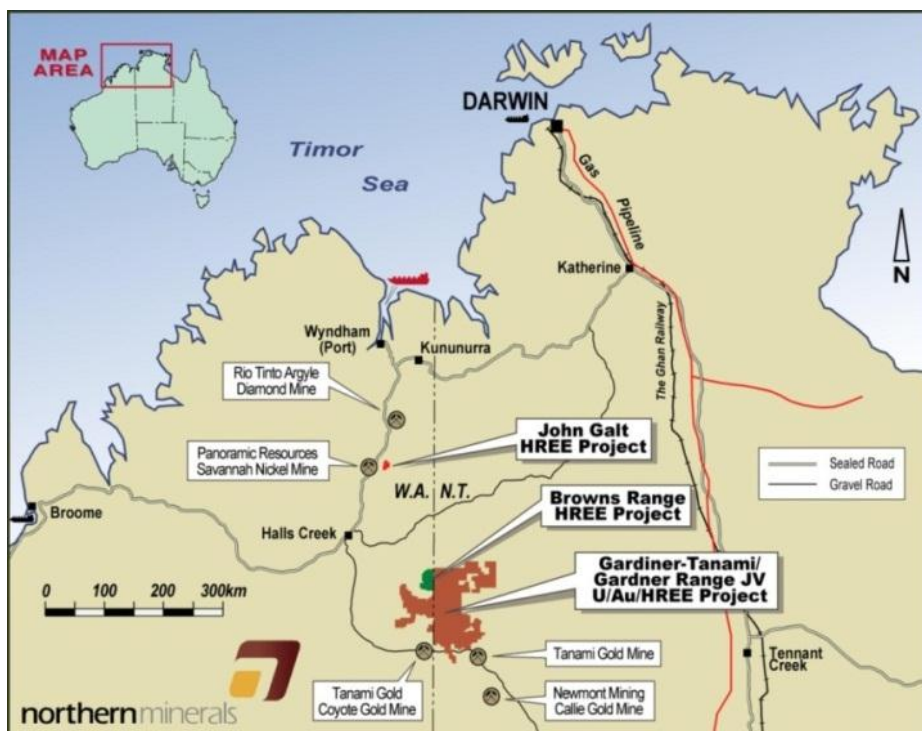 MAP
AREA
DARWIN
Timor
Sea
Gas
Pipeline
N
Katherine
The Ghan Railway
Wyndham
(Port)
Kununurra
Rio Tinto Argyle
Diamond Mine
John Galt
HREE Project
Panoramic Resources
Savannah Nickel Mine
Sealed Road
Gravel Road
W.A. N.T.
Browns Range
HREE Project
Broome
Halls Creek
Gardiner-Tanami/
Gardner Range JV
U/Au/HREE Project
0 100 200 300km
Tanami Gold Mine
Tennant
Creek
Tanami Gold
Coyote Gold Mine
Newmont Mining
Callie Gold Mine
northernminerals